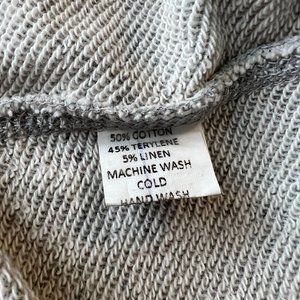 50% COTTON
45% TERYLENE
5% LINEN
MACHINE WASH
COLD
HAND WASH